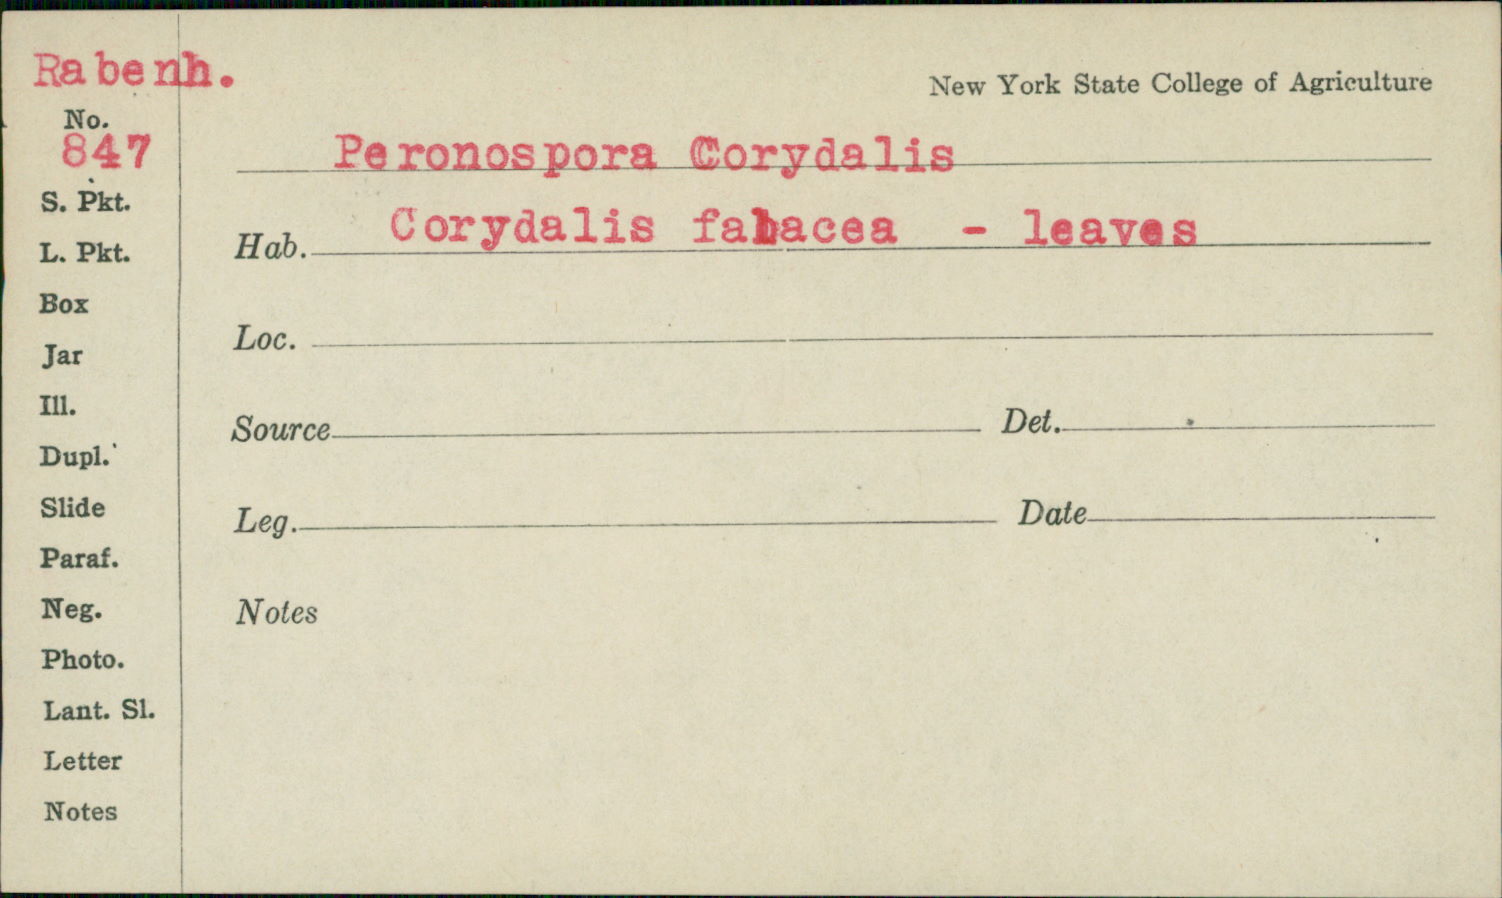 Rabenh.
New York State College of Agriculture
No.
847
Peronospora Corydalis
S. Pkt.
Hab. Corydalis fabacea - leaves
L. Pkt.
Box
Loc.
Jar
Ill.
Source Det.
Dupl.
Slide
Leg. Date
Paraf.
Neg.
Notes
Photo.
Lant. Sl.
Letter
Notes